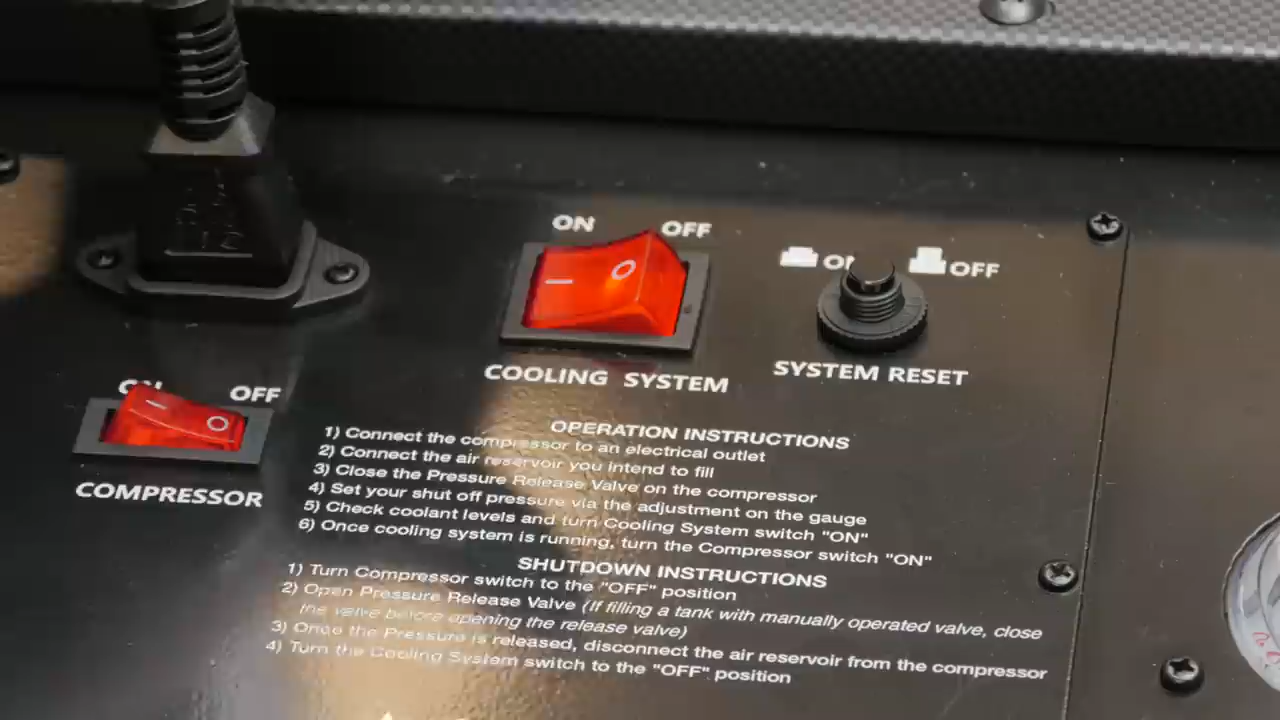 ON OFF
OFF
COOLING SYSTEM
SYSTEM RESET
OFF
COMPRESSOR
OPERATION INSTRUCTIONS
1) Connect the compressor to an electrical outlet
2) Connect the air reservoir you intend to fill
3) Close the Pressure Release Valve on the compressor
4) Set your shut off pressure via the adjustment on the gauge
5) Check coolant levels and turn Cooling System switch "ON"
6) Once cooling system is running, turn the Compressor switch "ON"
SHUTDOWN INSTRUCTIONS
1) Turn Compressor switch to the "OFF" position
2) Open Pressure Release Valve (If filling a tank with manually operated valve, close
the valve before opening the release valve)
3) Once the Pressure is released, disconnect the air reservoir from the compressor
4) Turn the Cooling System switch to the "OFF" position